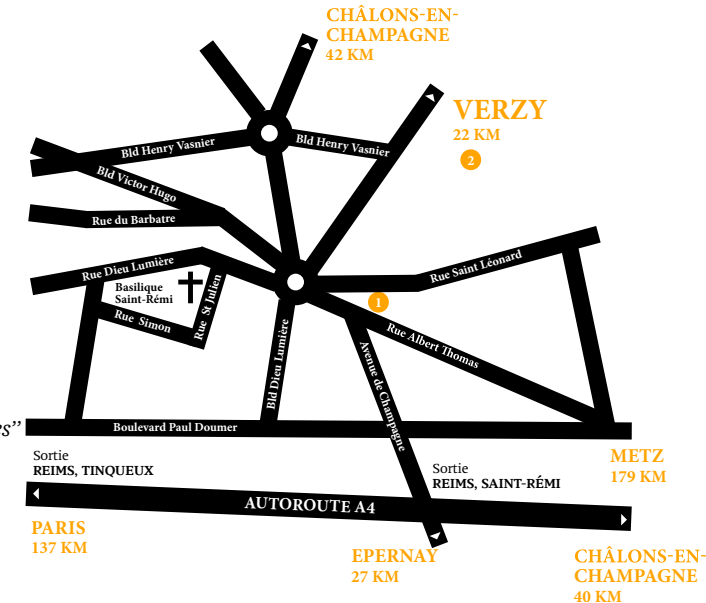 CHÂLONS-EN-
CHAMPAGNE
42 KM
VERZY
22 KM
2
Bld Henry Vasnier
Bld Henry Vasnier
Bld Victor Hugo
Rue du Barbatre
Rue Dieu Lumière
Basilique
Saint-Rémi
Rue St Julien
Rue Simon
Rue Saint Léonard
1
Bld Dieu Lumière
Rue Albert Thomas
Avenue de Champagne
Boulevard Paul Doumer
Sortie
REIMS, TINQUEUX
Sortie
REIMS, SAINT-RÉMI
METZ
179 KM
AUTOROUTE A4
PARIS
137 KM
EPERNAY
27 KM
CHÂLONS-EN-
CHAMPAGNE
40 KM